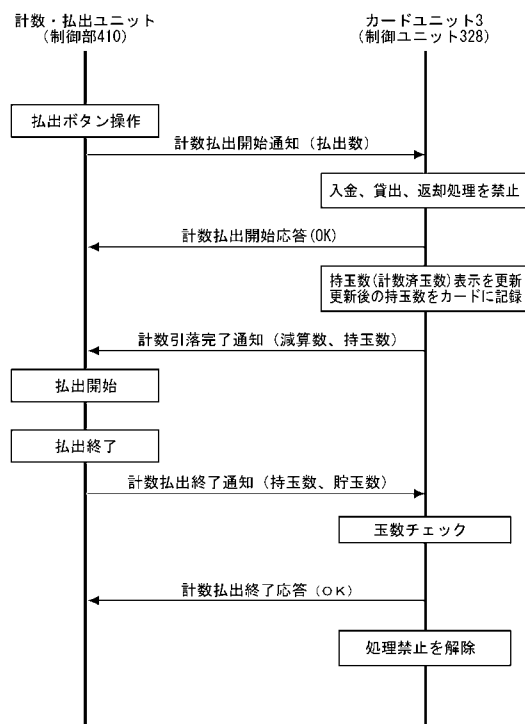 計数・払出ユニット
(制御部410)
カードユニット3
(制御ユニット328)
払出ボタン操作
計数払出開始通知（払出数）
入金、貸出、返却処理を禁止
計数払出開始応答(OK)
持玉数(計数済玉数)表示を更新
更新後の持玉数をカードに記録
計数引落完了通知（減算数、持玉数）
払出開始
払出終了
計数払出終了通知（持玉数、貯玉数）
玉数チェック
計数払出終了応答（ＯＫ）
処理禁止を解除